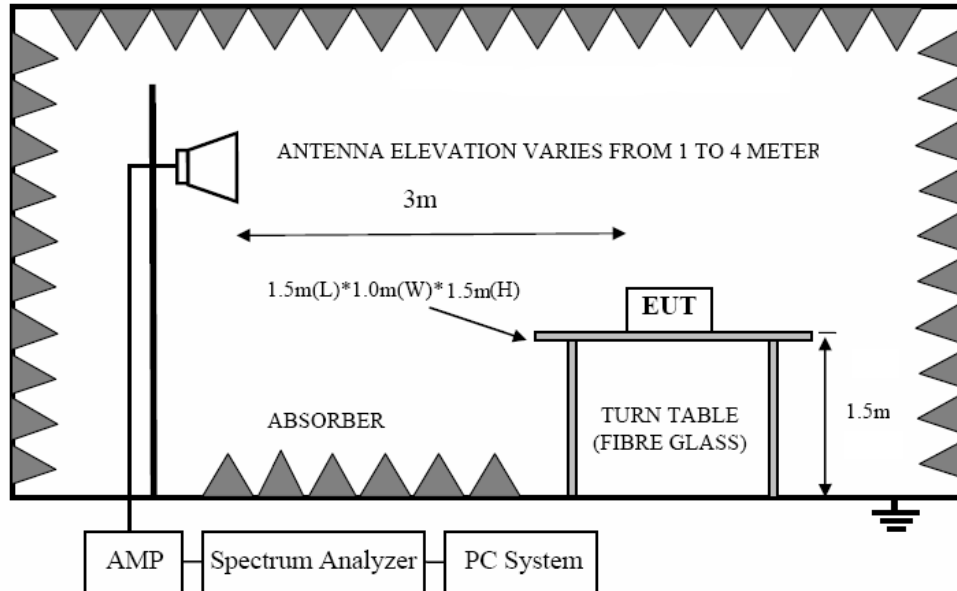 ANTENNA ELEVATION VARIES FROM 1 TO 4 METER
3m
1.5m(L)*1.0m(W)*1.5m(H)
EUT
1.5m
ABSORBER
TURN TABLE
(FIBRE GLASS)
AMP
Spectrum Analyzer
PC System